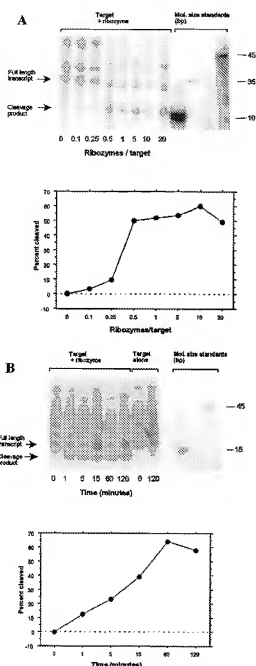 A
Target
+ ribozyme
Mol. size standards
(bp)
Full length
transcript
Cleavage
product
45
35
10
0 0.1 0.25 0.5 1 5 10 20
Ribozymes / target
Percent cleaved
70
60
50
40
30
20
10
0
-10
0 0.1 0.25 0.5 1 5 10 20
Ribozymes/target
B
Target
+ ribozyme
Target
alone
Mol. size standards
(bp)
Full length
transcript
Cleavage
product
45
15
0 1 5 15 60 120 0 120
Time (minutes)
Percent cleaved
70
60
50
40
30
20
10
0
-10
0 1 5 15 60 120
Time (minutes)